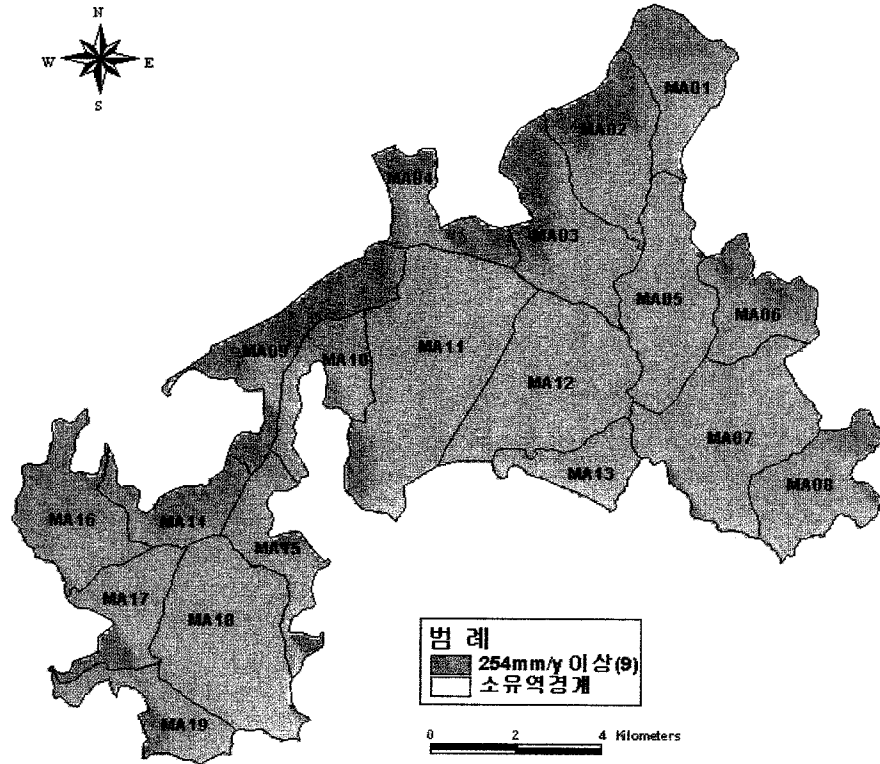 N
W E
S
MA01
MA02
MA04
MA03
MA05
MA06
MA09
MA10
MA11
MA12
MA07
MA13
MA08
MA16
MA14
MA15
MA17
MA18
MA19
범 례
254mm/y 이상(9)
소유역경계
0 2 4 Kilometers